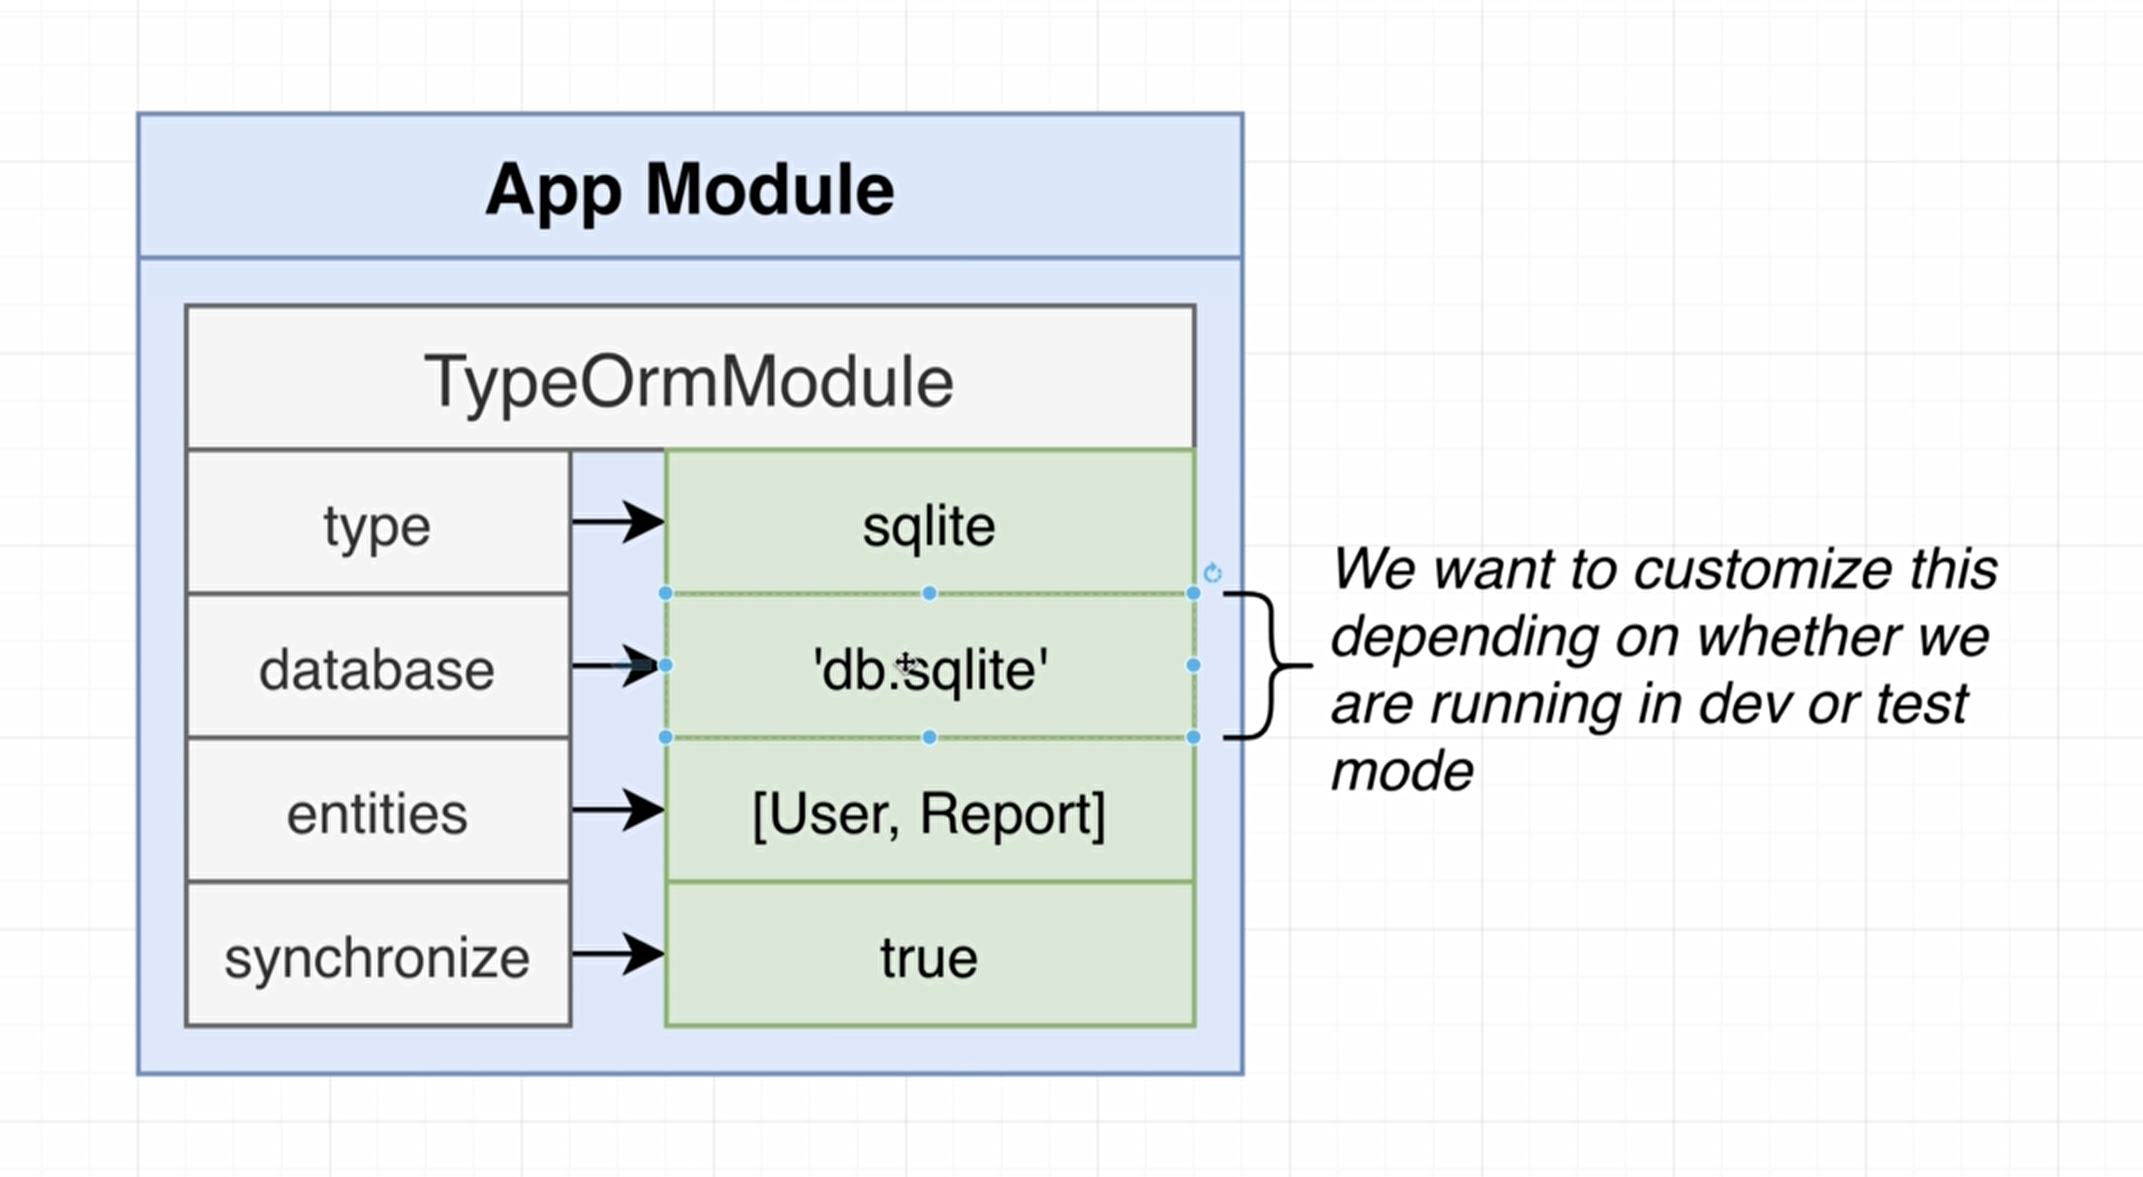 App Module
TypeOrmModule
type
sqlite
database
'db.sqlite'
entities
[User, Report]
synchronize
true
We want to customize this
depending on whether we
are running in dev or test
mode